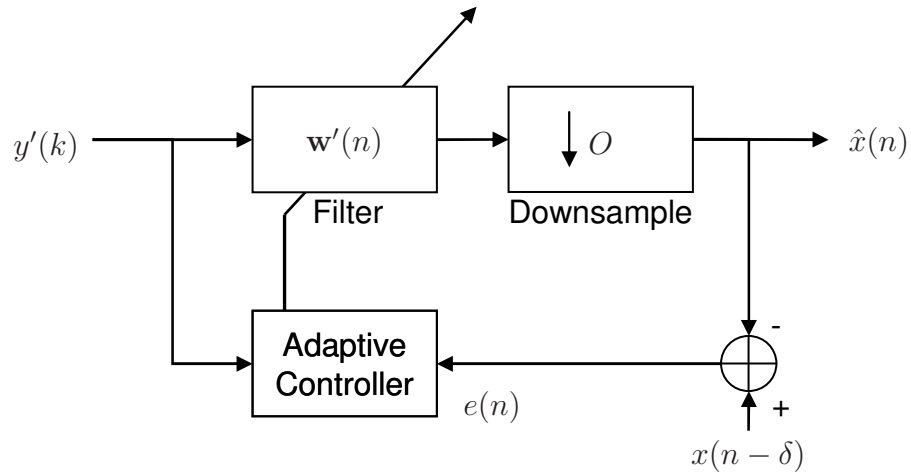 y′(k)
w′(n)
↓ O
x̂(n)
Filter
Downsample
Adaptive
Controller
e(n)
-
+
x(n − δ)